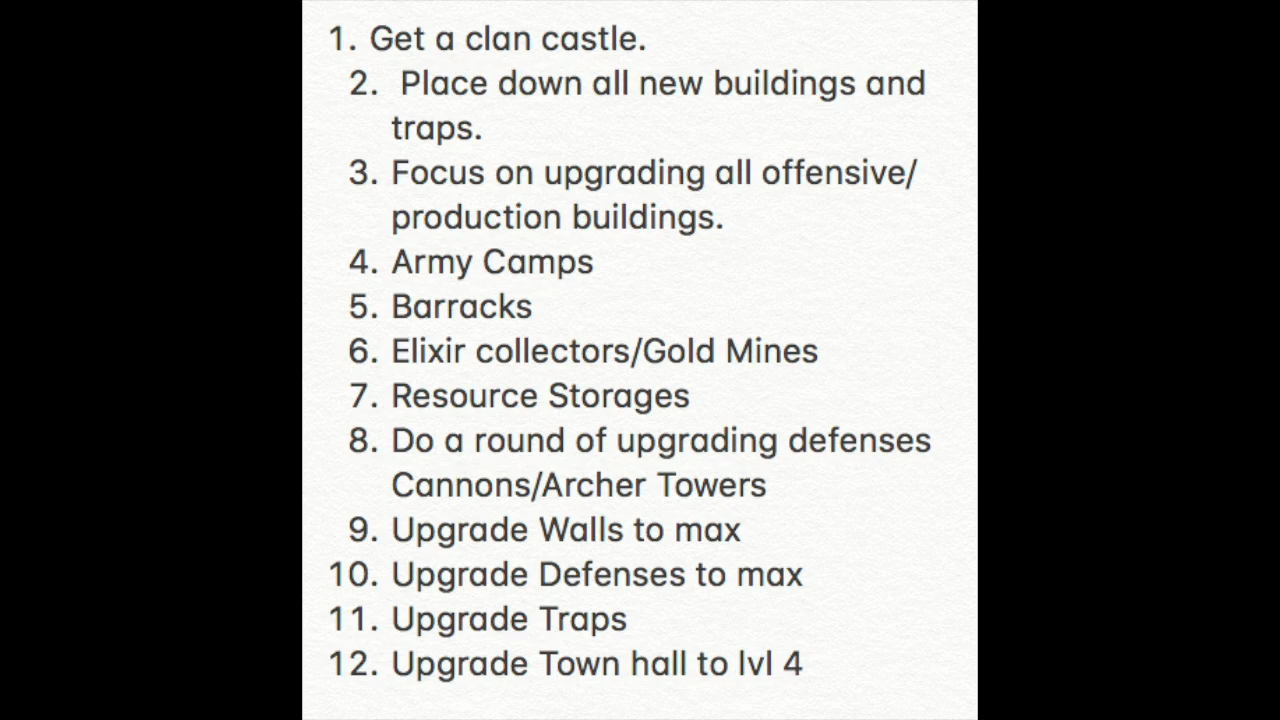 1. Get a clan castle.
2. Place down all new buildings and
traps.
3. Focus on upgrading all offensive/
production buildings.
4. Army Camps
5. Barracks
6. Elixir collectors/Gold Mines
7. Resource Storages
8. Do a round of upgrading defenses
Cannons/Archer Towers
9. Upgrade Walls to max
10. Upgrade Defenses to max
11. Upgrade Traps
12. Upgrade Town hall to lvl 4